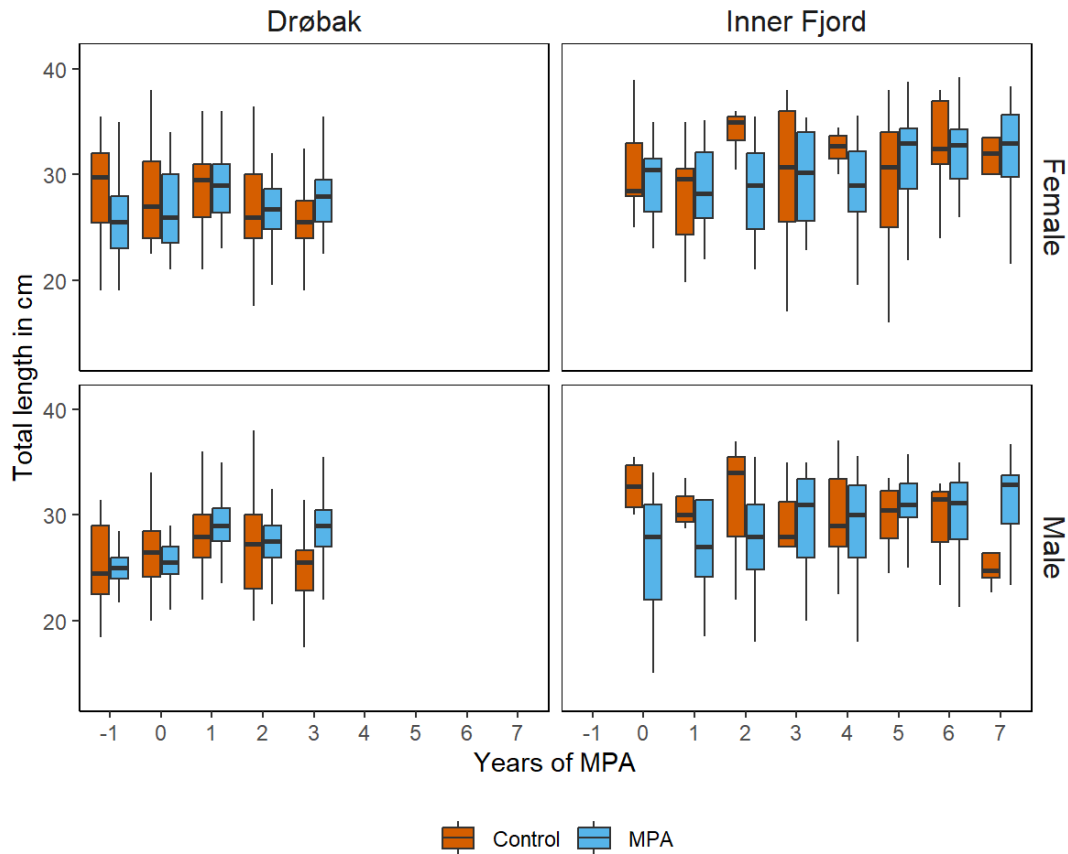 Drøbak Inner Fjord
Total length in cm
40
30
20
Female
40
30
20
Male
-1 0 1 2 3 4 5 6 7 -1 0 1 2 3 4 5 6 7
Years of MPA
Control MPA